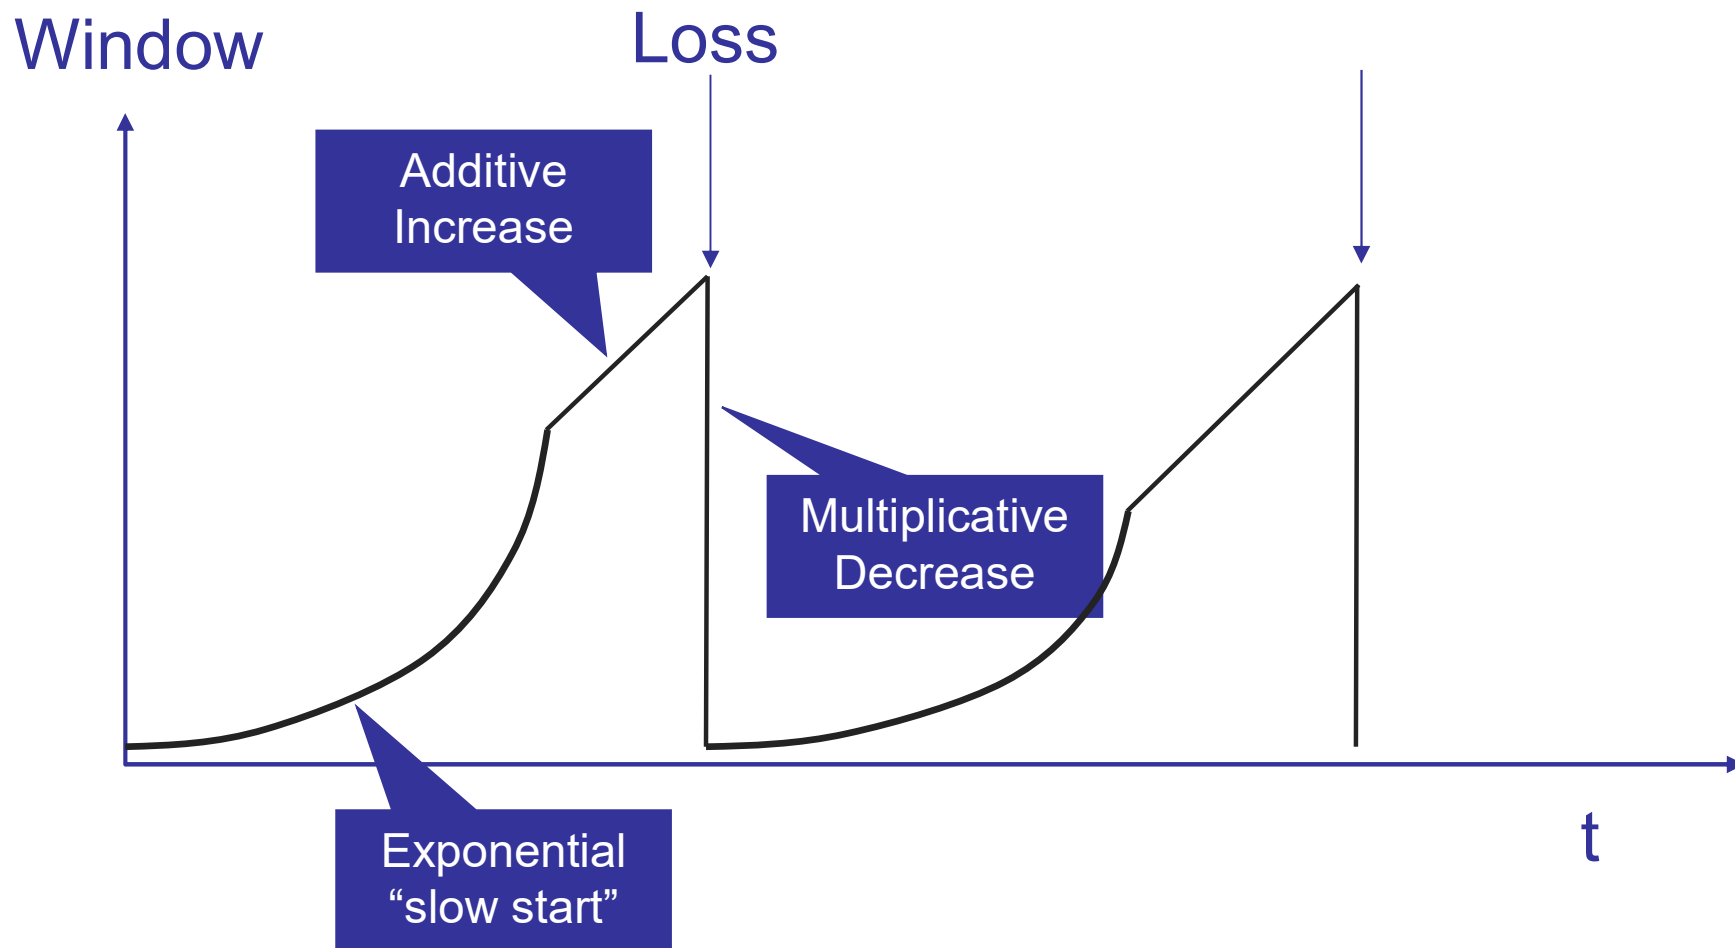 Window
Loss
Additive
Increase
Multiplicative
Decrease
t
Exponential
“slow start”